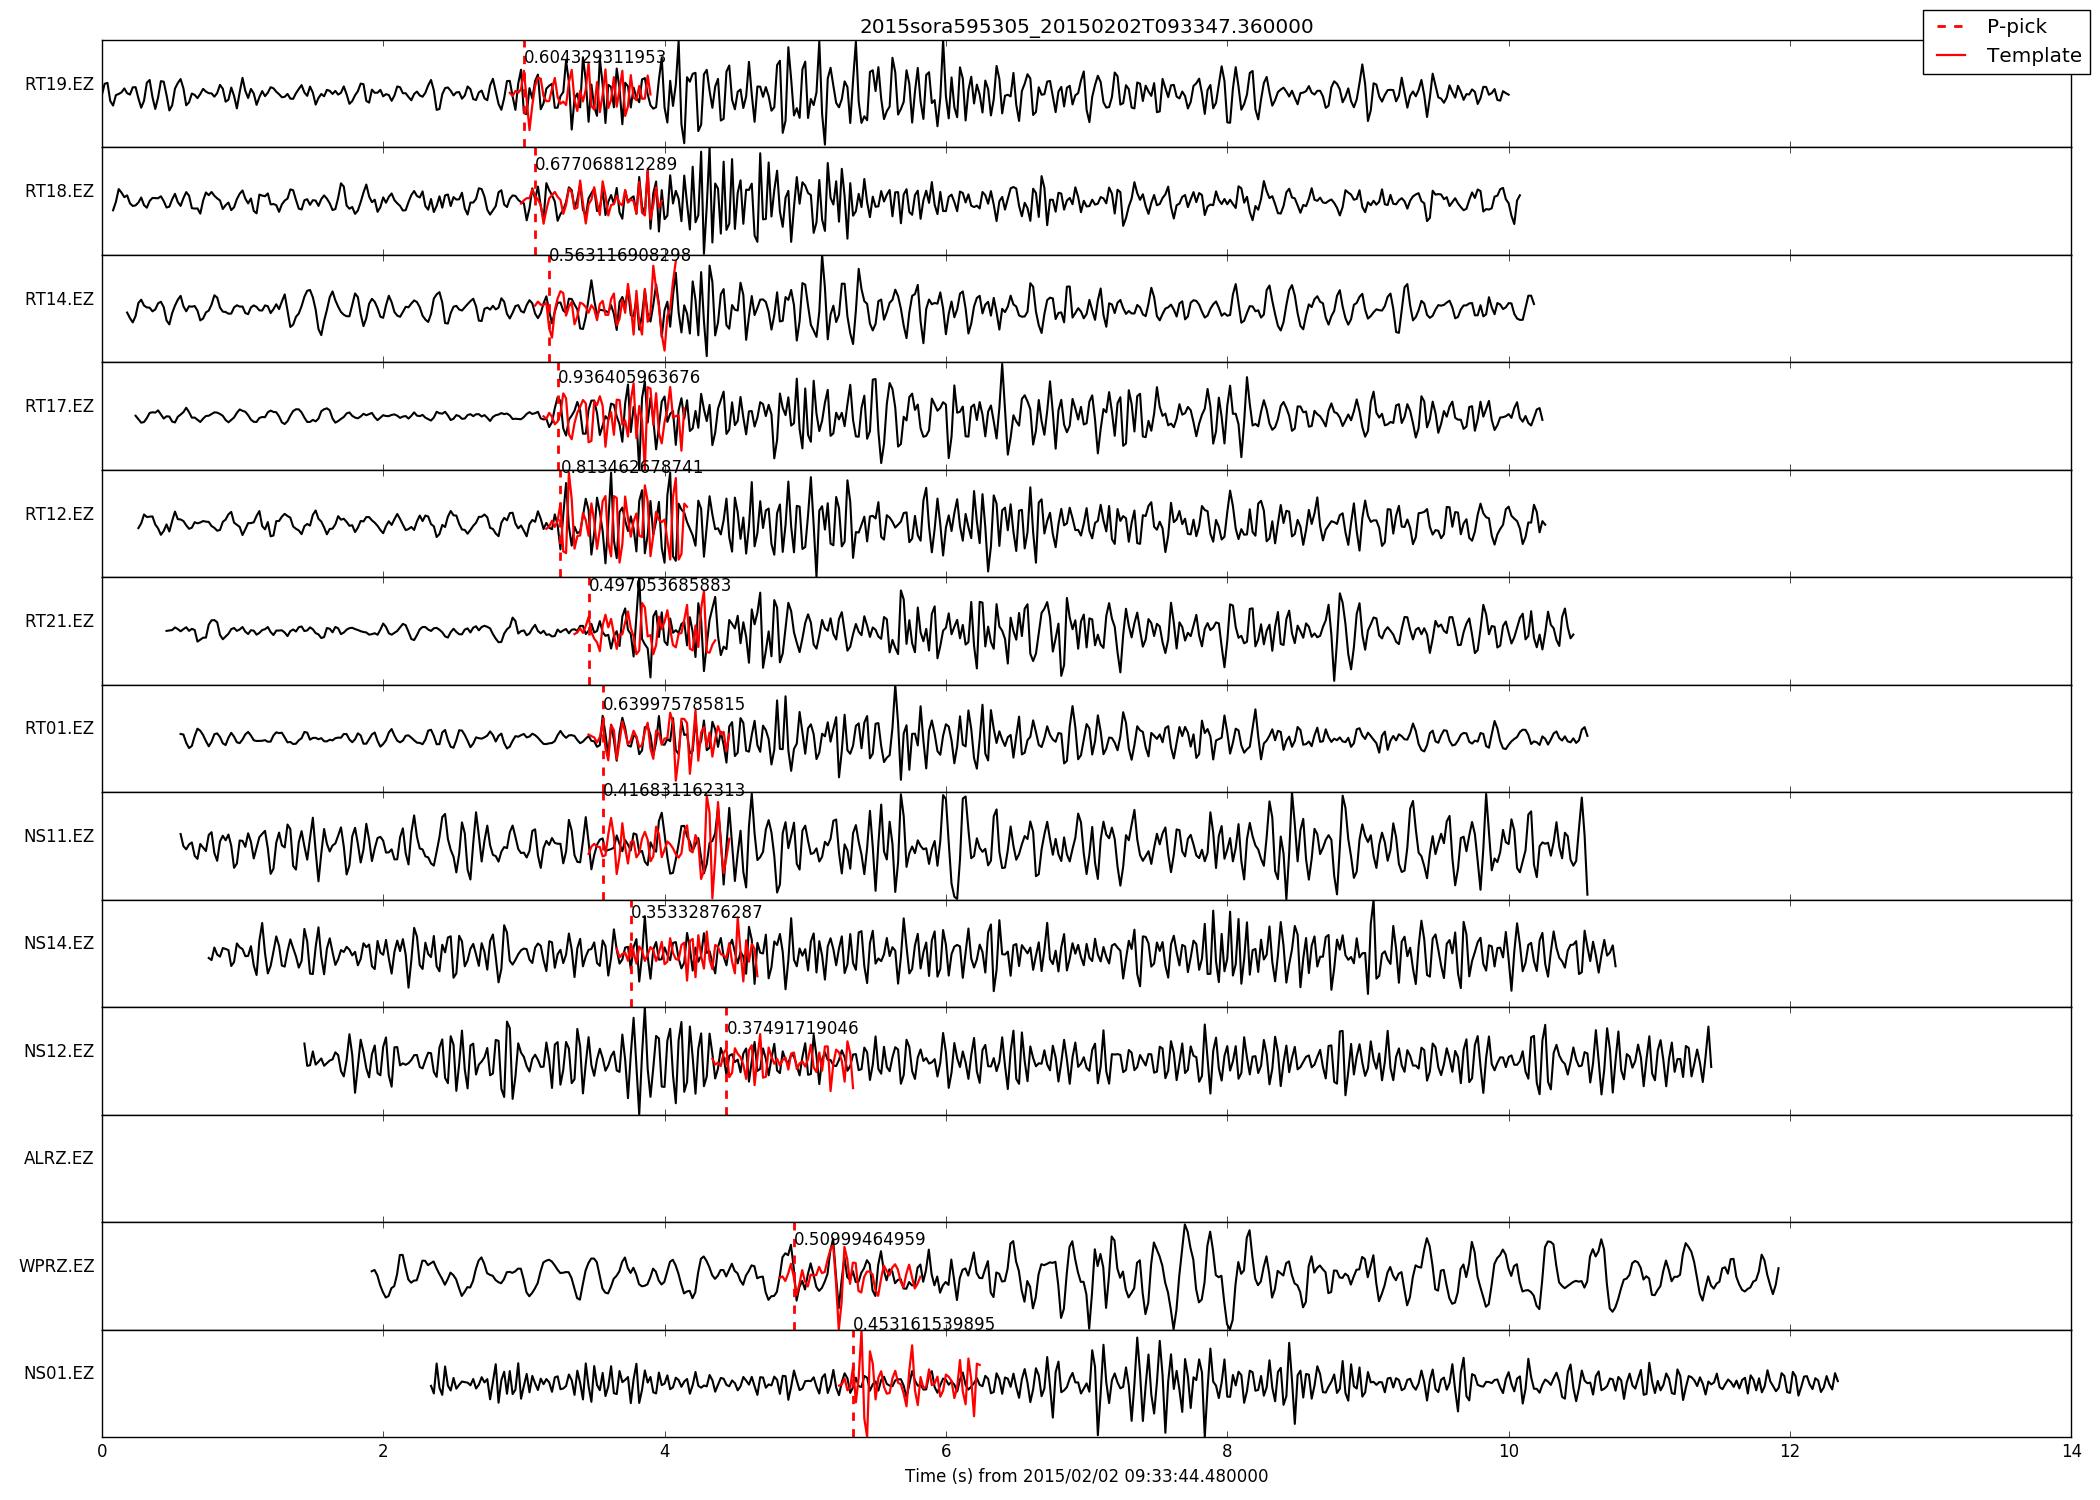 2015sora595305_20150202T093347.360000
P-pick
Template
RT19.EZ
0.604329311953
RT18.EZ
0.677068812289
RT14.EZ
0.563116908298
RT17.EZ
0.936405963676
RT12.EZ
0.813462678741
RT21.EZ
0.497053685883
RT01.EZ
0.639975785815
NS11.EZ
0.416831162313
NS14.EZ
0.35332876287
NS12.EZ
0.37491719046
ALRZ.EZ
WPRZ.EZ
0.50999464959
NS01.EZ
0.453161539895
0 2 4 6 8 10 12 14
Time (s) from 2015/02/02 09:33:44.480000